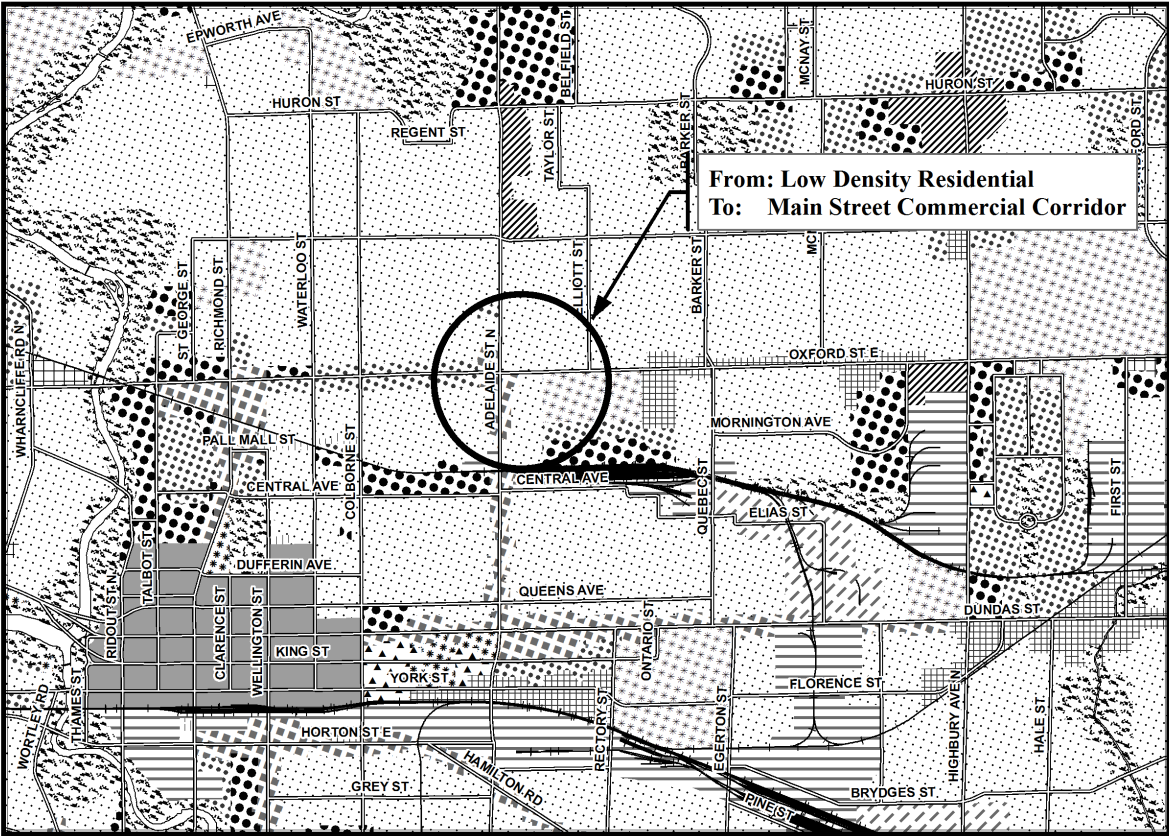 EPWORTH AVE
BELFIELD ST
MCNAY ST
HURON ST
HURON ST
REGENT ST
TAYLOR ST
BARKER ST
From: Low Density Residential
To: Main Street Commercial Corridor
ST GEORGE ST
RICHMOND ST
WATERLOO ST
ELLIOTT ST
BARKER ST
WHARNCLIFFE RD N
ADELAIDE ST N
OXFORD ST E
PALL MALL ST
COLBORNE ST
MORNINGTON AVE
CENTRAL AVE
CENTRAL AVE
QUEBEC ST
ELIAS ST
FIRST ST
TALBOT ST
DUFFERIN AVE
RIDOUT ST N
CLARENCE ST
WELLINGTON ST
QUEENS AVE
DUNDAS ST
KING ST
ONTARIO ST
YORK ST
FLORENCE ST
THAMES ST
WORTLEY RD
HORTON ST E
RECTORY ST
EGERTON ST
HIGHBURY AVE N
HALE ST
GREY ST
HAMILTON RD
PINE ST
BRYDGES ST